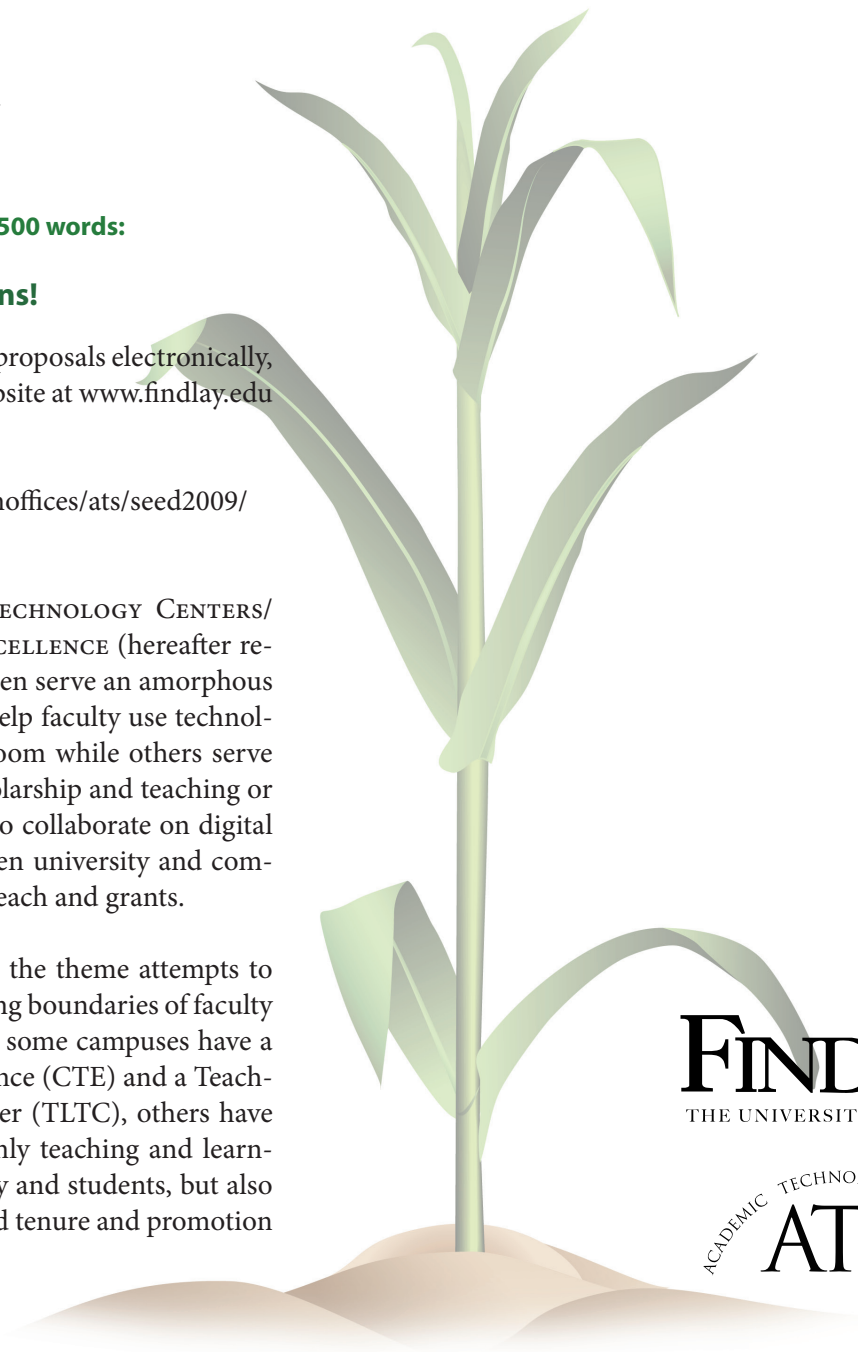 500 words:
ns!
proposals electronically,
osite at www.findlay.edu
noffices/ats/seed2009/
echnology Centers/
cellence (hereafter re-
en serve an amorphous
elp faculty use technol-
oom while others serve
olarship and teaching or
o collaborate on digital
en university and com-
each and grants.
the theme attempts to
ng boundaries of faculty
some campuses have a
nce (CTE) and a Teach-
er (TLTC), others have
nly teaching and learn-
y and students, but also
d tenure and promotion
FIND
THE UNIVERSIT
ACADEMIC TECHNO
AT